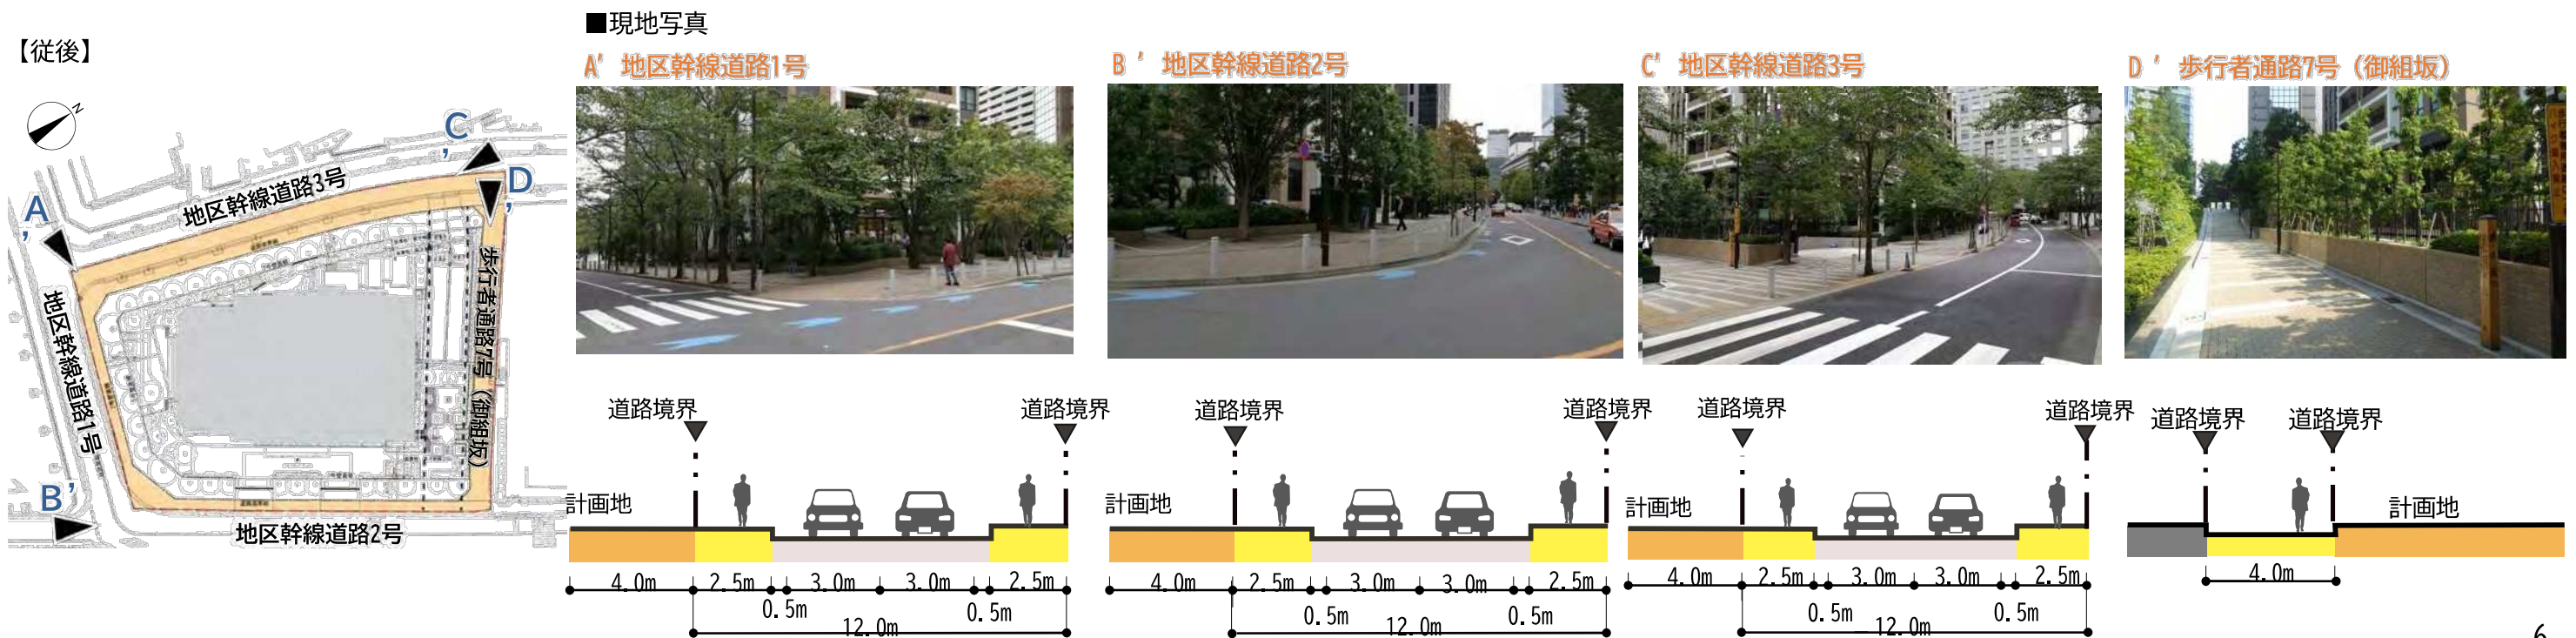 ■現地写真
【従後】
A’ 地区幹線道路1号
B ’ 地区幹線道路2号
C’ 地区幹線道路3号
D ’ 歩行者通路7号（御組坂）
N
C’
D’
A’
B’
地区幹線道路3号
歩行者通路7号（御組坂）
地区幹線道路1号
地区幹線道路2号
道路境界
道路境界
計画地
4.0m
2.5m
3.0m
3.0m
2.5m
0.5m
0.5m
12.0m
道路境界
道路境界
計画地
4.0m
2.5m
3.0m
3.0m
2.5m
0.5m
0.5m
12.0m
道路境界
道路境界
計画地
4.0m
2.5m
3.0m
3.0m
2.5m
0.5m
0.5m
12.0m
道路境界
道路境界
計画地
4.0m
6